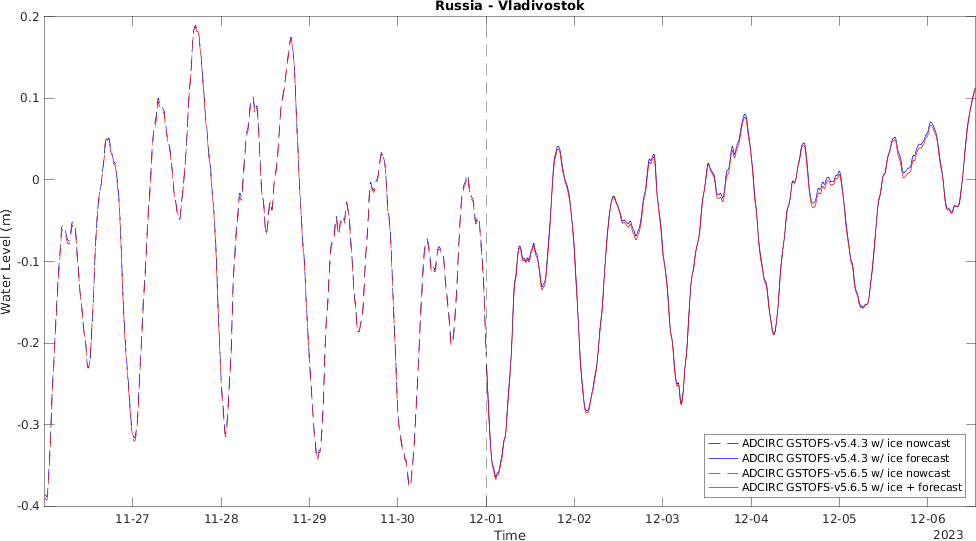 Russia - Vladivostok
0.2
0.1
0
-0.1
-0.2
-0.3
-0.4
Water Level (m)
ADCIRC GSTOFS-v5.4.3 w/ ice nowcast
ADCIRC GSTOFS-v5.4.3 w/ ice forecast
ADCIRC GSTOFS-v5.6.5 w/ ice nowcast
ADCIRC GSTOFS-v5.6.5 w/ ice + forecast
11-27 11-28 11-29 11-30 12-01 12-02 12-03 12-04 12-05 12-06
Time
2023